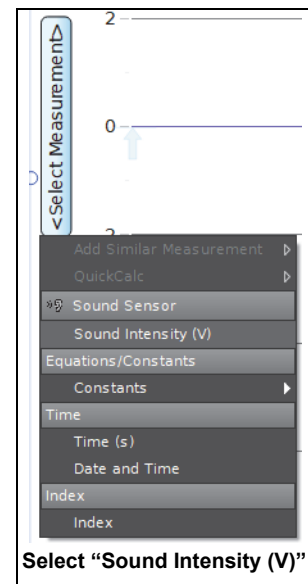 2
<Select Measurement>
0
2
Add Similar Measurement
QuickCalc
Sound Sensor
Sound Intensity (V)
Equations/Constants
Constants
Time
Time (s)
Date and Time
Index
Index
Select “Sound Intensity (V)”